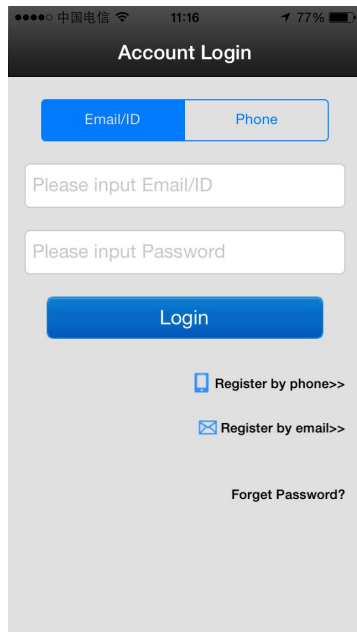 中国电信 11:16 77%
Account Login
Email/ID Phone
Please input Email/ID
Please input Password
Login
Register by phone>>
Register by email>>
Forget Password?